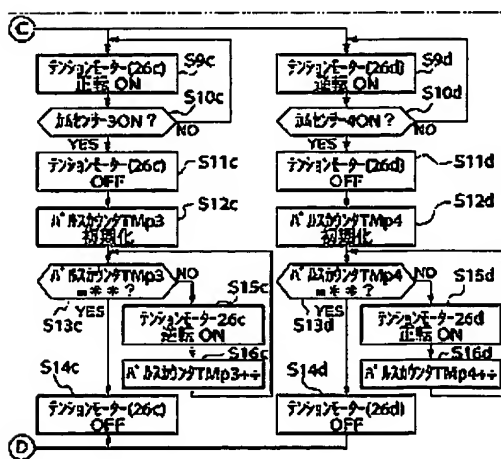 C
テンションモーター(26c)
正転 ON
S9c
テンションモーター(26d)
逆転 ON
S9d
カムセンサー3ON?
S10c
NO
YES
カムセンサー4ON?
S10d
NO
YES
テンションモーター(26c)
OFF
S11c
テンションモーター(26d)
OFF
S11d
パルスカウンタTMp3
初期化
S12c
パルスカウンタTMp4
初期化
S12d
パルスカウンタTMp3
=**?
NO
S13c
YES
パルスカウンタTMp4
=**?
NO
S13d
YES
S15c
テンションモーター26c
逆転 ON
S15d
テンションモーター26d
正転 ON
S16c
パルスカウンタTMp3++
S16d
パルスカウンタTMp4++
S14c
テンションモーター(26c)
OFF
S14d
テンションモーター(26d)
OFF
D